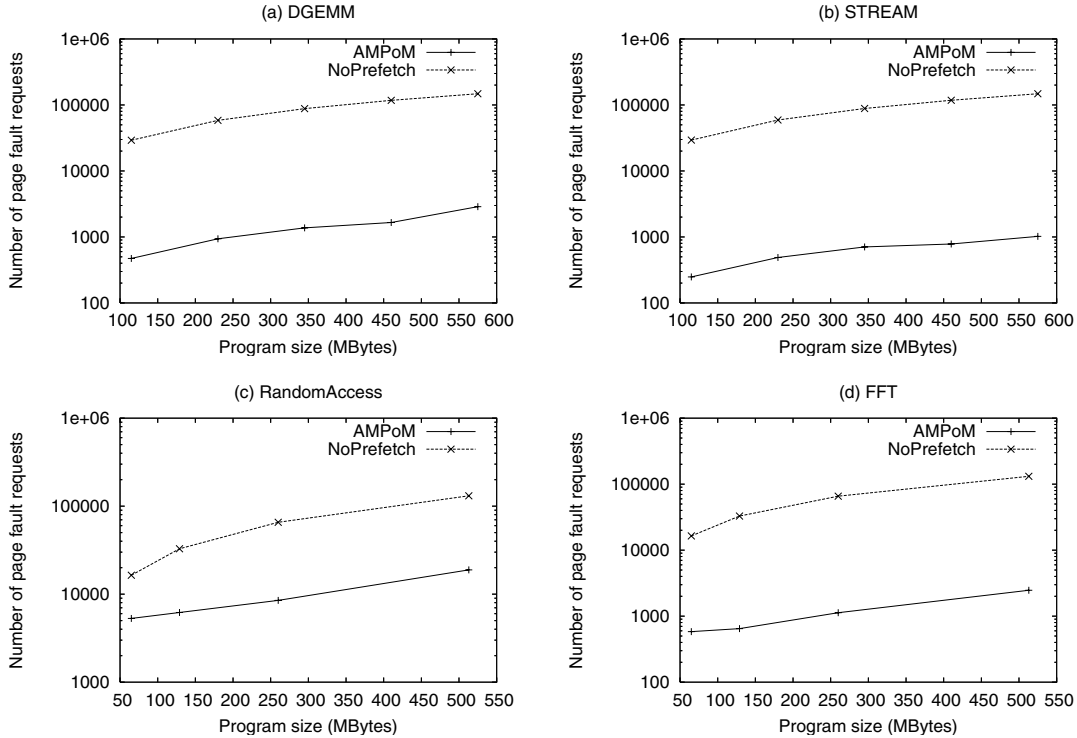 (a) DGEMM
Number of page fault requests
1e+06
100000
10000
1000
100
AMPoM
NoPrefetch
100 150 200 250 300 350 400 450 500 550 600
Program size (MBytes)
(b) STREAM
Number of page fault requests
1e+06
100000
10000
1000
100
AMPoM
NoPrefetch
100 150 200 250 300 350 400 450 500 550 600
Program size (MBytes)
(c) RandomAccess
Number of page fault requests
1e+06
100000
10000
1000
AMPoM
NoPrefetch
50 100 150 200 250 300 350 400 450 500 550
Program size (MBytes)
(d) FFT
Number of page fault requests
1e+06
100000
10000
1000
100
AMPoM
NoPrefetch
50 100 150 200 250 300 350 400 450 500 550
Program size (MBytes)